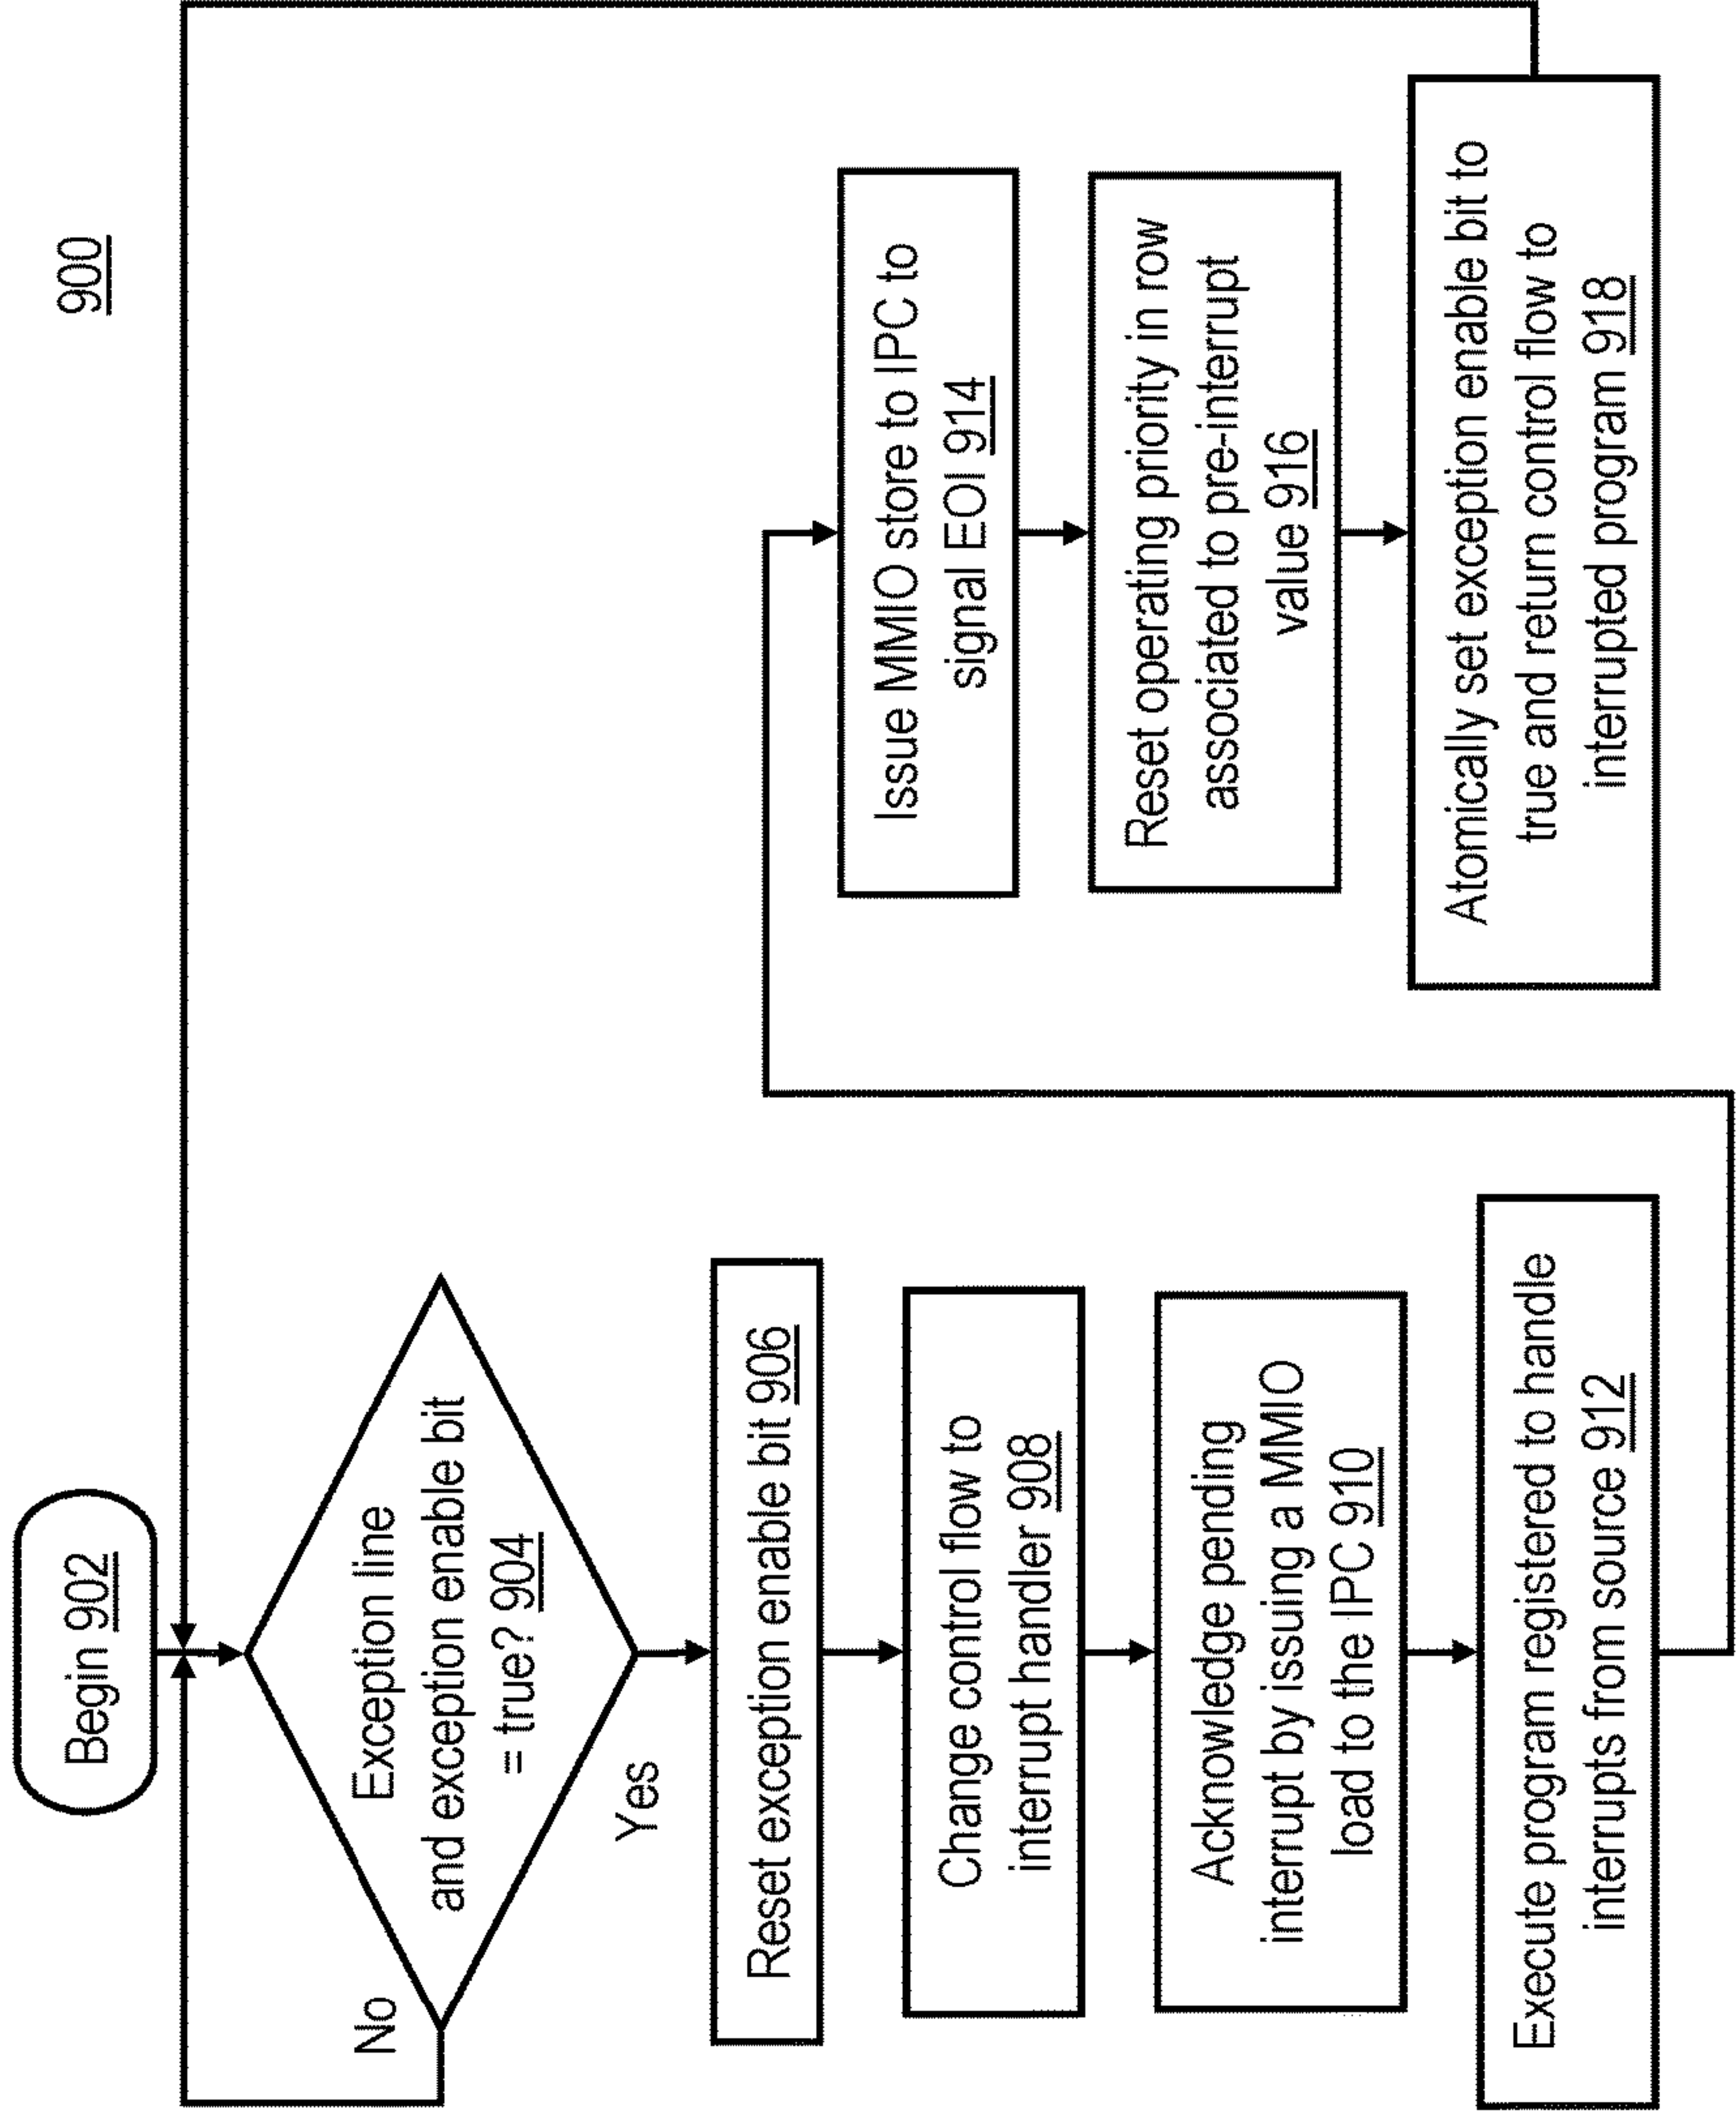 900
Begin 902
Exception line
and exception enable bit
= true? 904
No
Yes
Reset exception enable bit 906
Change control flow to
interrupt handler 908
Acknowledge pending
interrupt by issuing a MMIO
load to the IPC 910
Execute program registered to handle
interrupts from source 912
Issue MMIO store to IPC to
signal EOI 914
Reset operating priority in row
associated to pre-interrupt
value 916
Atomically set exception enable bit to
true and return control flow to
interrupted program 918